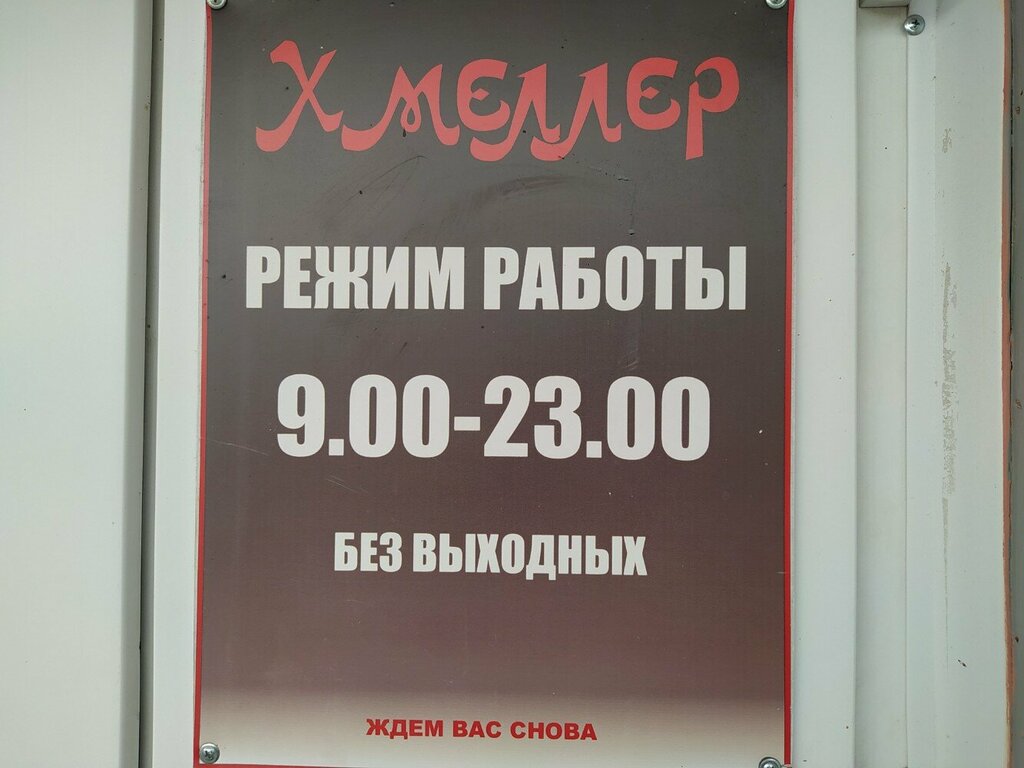 Хмеллер
РЕЖИМ РАБОТЫ
9.00-23.00
БЕЗ ВЫХОДНЫХ
ЖДЕМ ВАС СНОВА